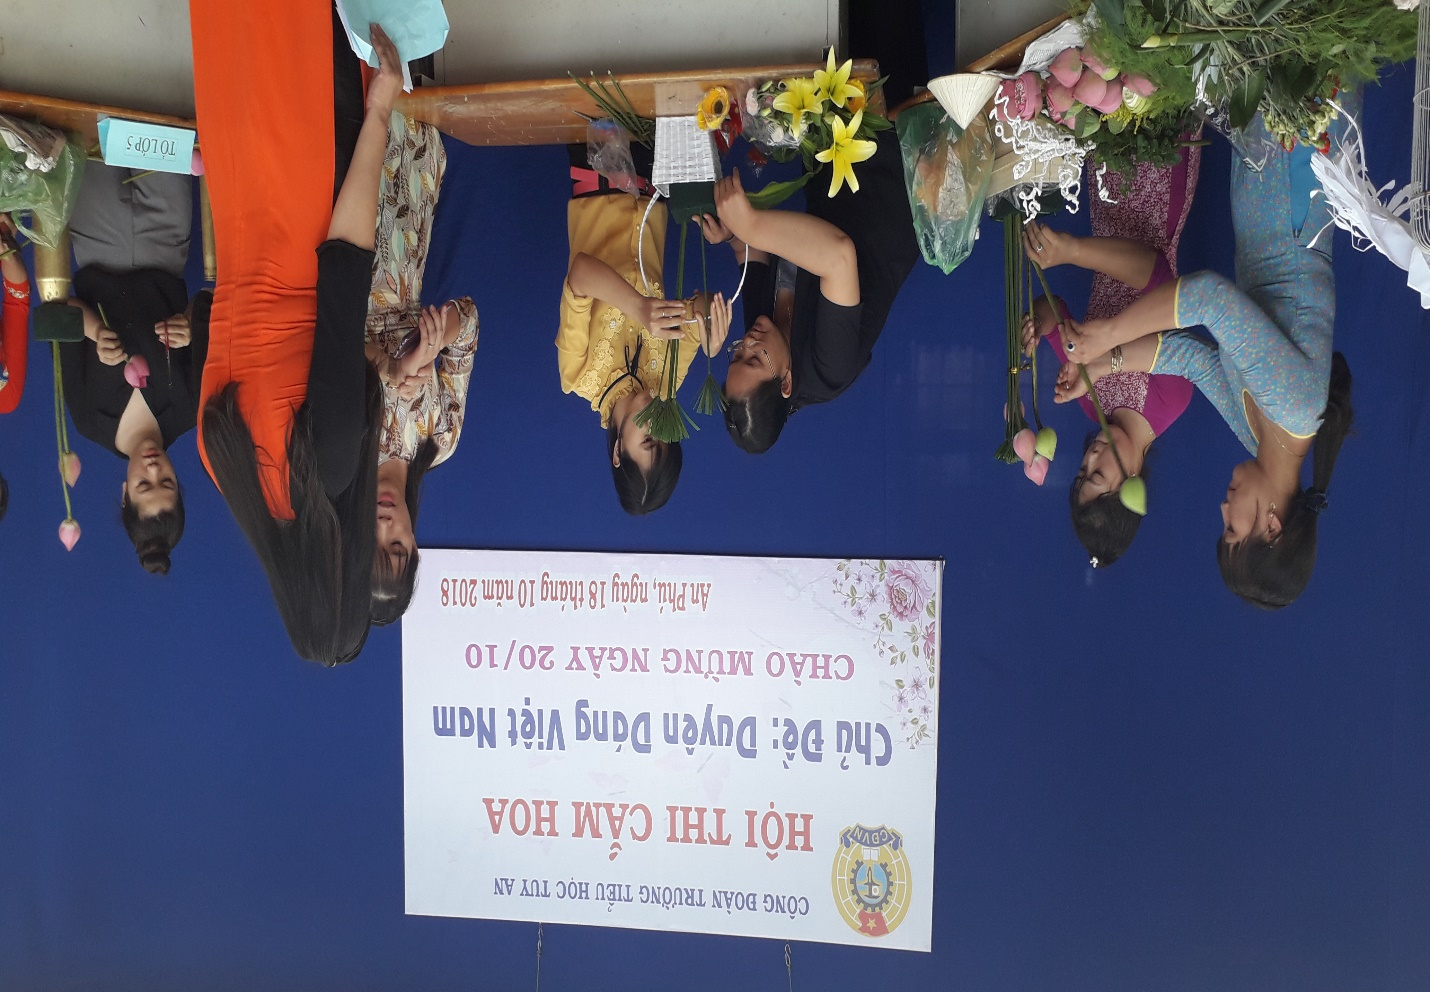 CÔNG ĐOÀN TRƯỜNG TIỂU HỌC TUY AN
HỘI THI CẮM HOA
Chủ Đề: Duyên Dáng Việt Nam
CHÀO MỪNG NGÀY 20/10
An Phú, ngày 18 tháng 10 năm 2018
CĐVN
TỔ LỚP 5